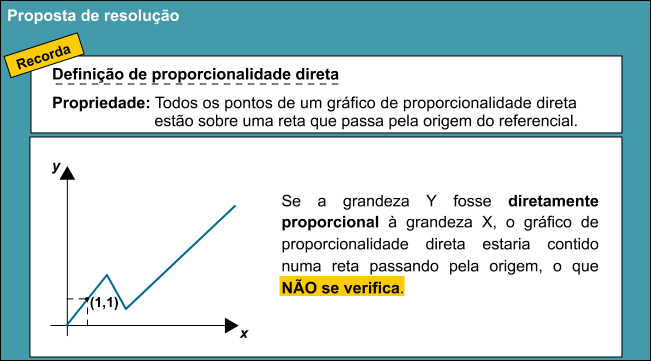 Proposta de resolução
Recorda
Definição de proporcionalidade direta
Propriedade: Todos os pontos de um gráfico de proporcionalidade direta
estão sobre uma reta que passa pela origem do referencial.
y
Se a grandeza Y fosse diretamente
proporcional à grandeza X, o gráfico de
proporcionalidade direta estaria contido
numa reta passando pela origem, o que
NÃO se verifica.
(1,1)
x